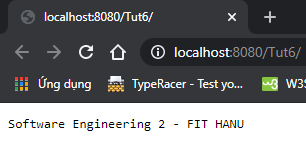 localhost:8080/Tut6/
localhost:8080/Tut6/
Ứng dụng
TypeRacer - Test yo...
W3S
Software Engineering 2 - FIT HANU